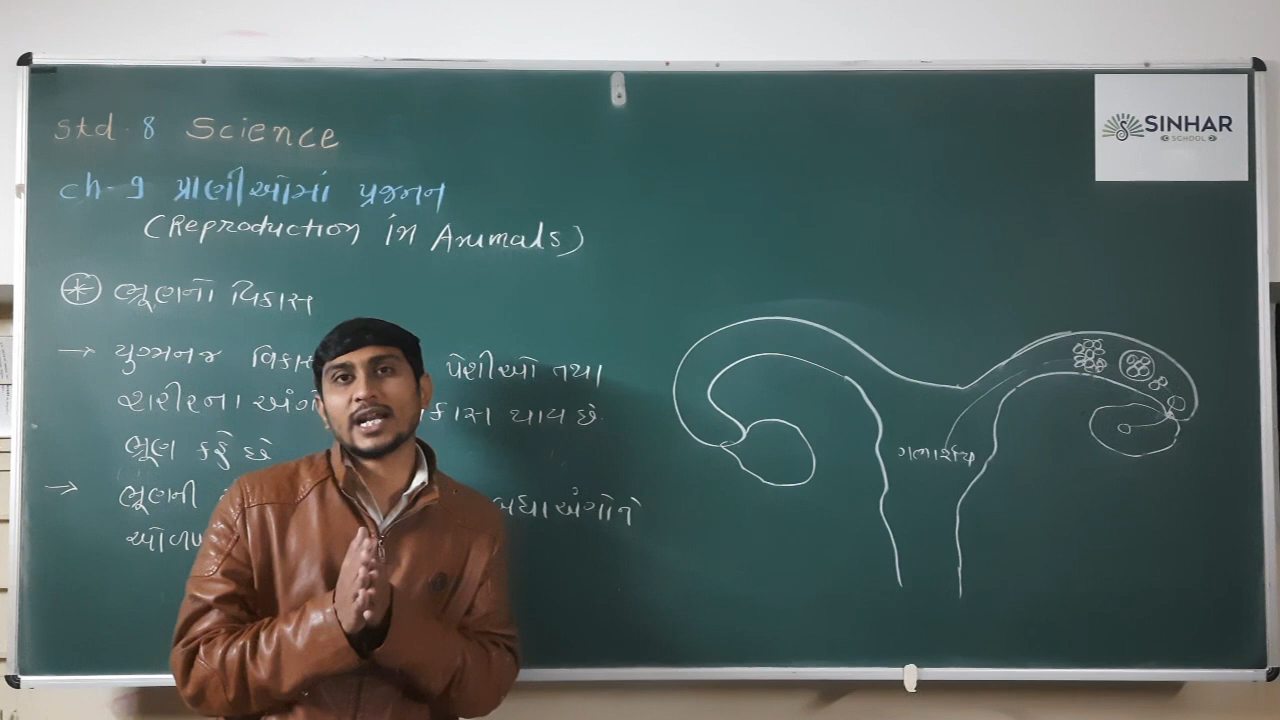 Std. 8 Science
Ch-9 પ્રાણીઓમાં પ્રજનન
(Reproduction in Animals)
ભ્રૂણનો વિકાસ
→ યુગ્મનજ પેશીઓ તથા
શરીરના થાય છે.
ભ્રૂણ કહે છે
→ ભ્રૂણની બધા અંગોને
ગર્ભાશય
SINHAR
SCHOOL